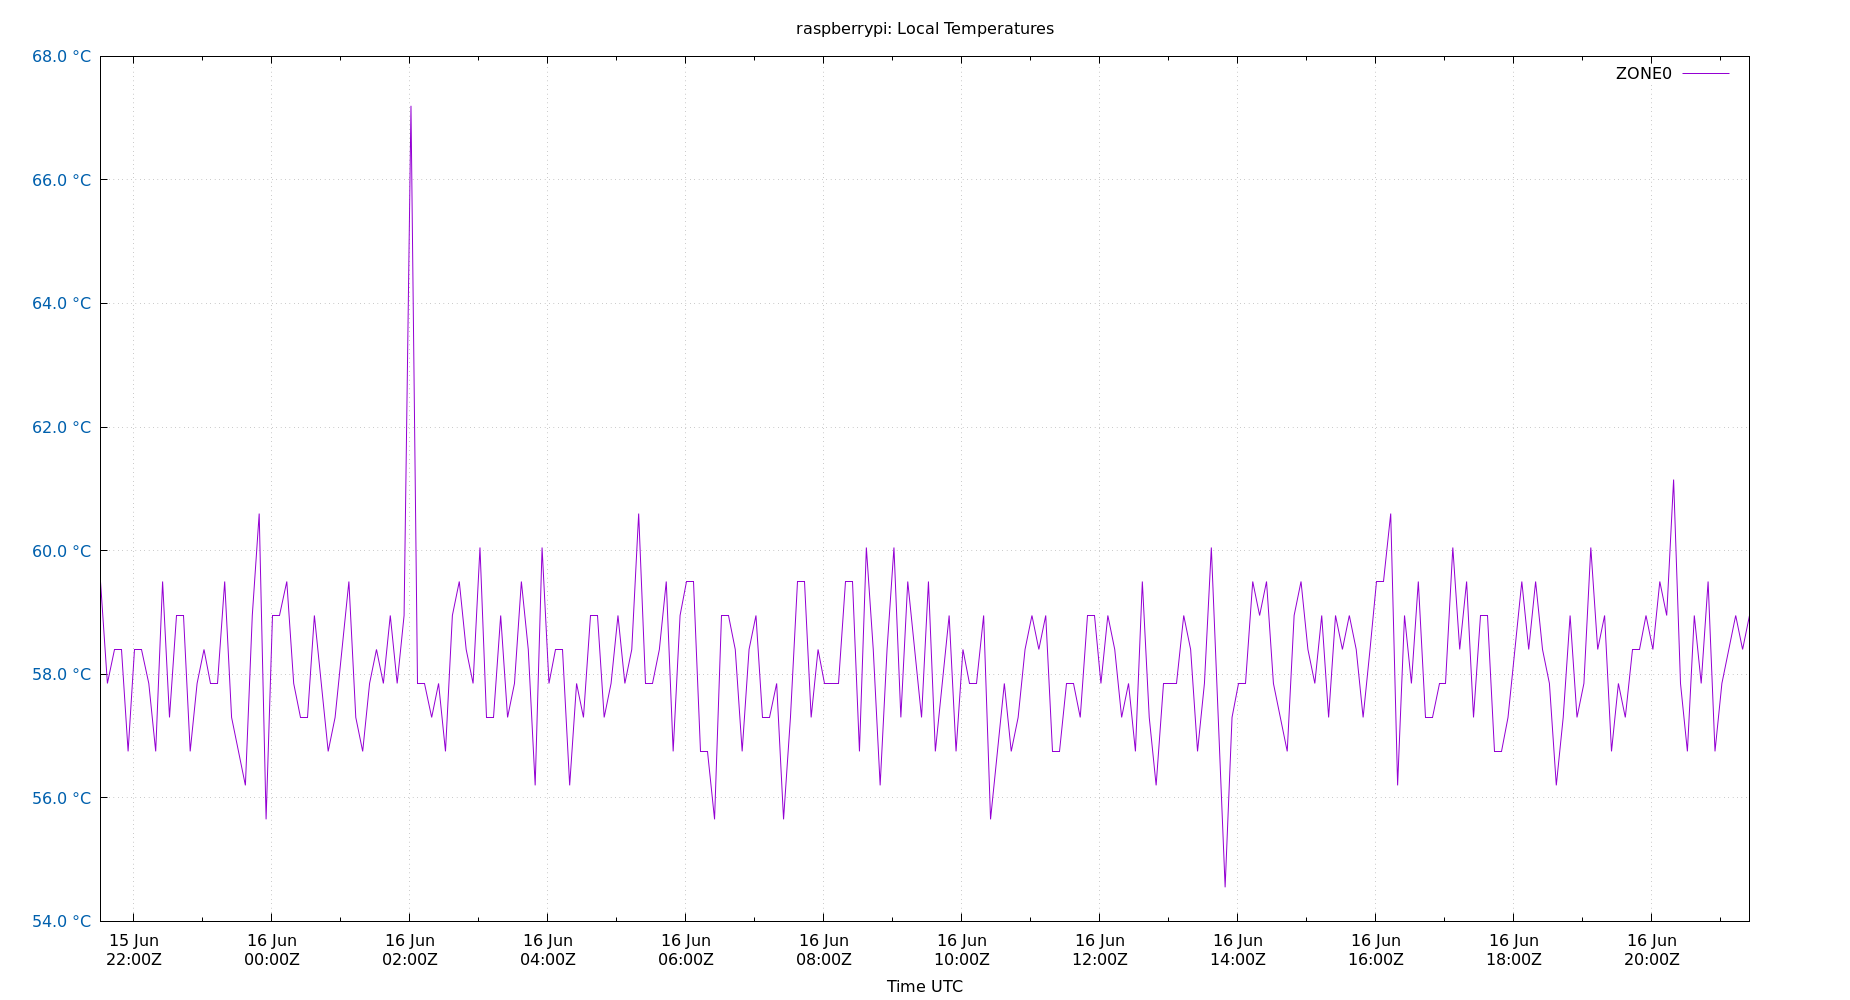 raspberrypi: Local Temperatures
68.0 °C
ZONE0
66.0 °C
64.0 °C
62.0 °C
60.0 °C
58.0 °C
56.0 °C
54.0 °C
15 Jun 16 Jun 16 Jun 16 Jun 16 Jun 16 Jun 16 Jun 16 Jun 16 Jun 16 Jun 16 Jun 16 Jun
22:00Z 00:00Z 02:00Z 04:00Z 06:00Z 08:00Z 10:00Z 12:00Z 14:00Z 16:00Z 18:00Z 20:00Z
Time UTC